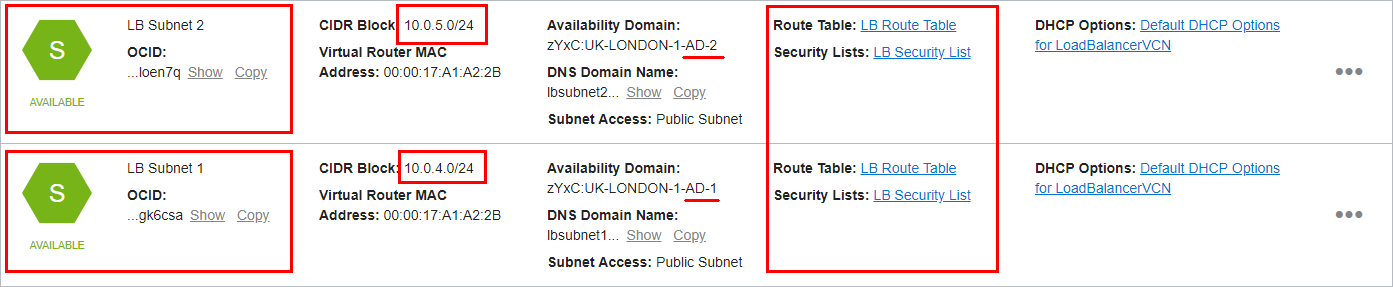 S
AVAILABLE
LB Subnet 2
OCID:
...loen7q Show Copy
CIDR Block: 10.0.5.0/24
Virtual Router MAC
Address: 00:00:17:A1:A2:2B
Availability Domain:
zYxC:UK-LONDON-1-AD-2
DNS Domain Name:
lbsubnet2... Show Copy
Subnet Access: Public Subnet
Route Table: LB Route Table
Security Lists: LB Security List
DHCP Options: Default DHCP Options
for LoadBalancerVCN
S
AVAILABLE
LB Subnet 1
OCID:
...gk6csa Show Copy
CIDR Block: 10.0.4.0/24
Virtual Router MAC
Address: 00:00:17:A1:A2:2B
Availability Domain:
zYxC:UK-LONDON-1-AD-1
DNS Domain Name:
lbsubnet1... Show Copy
Subnet Access: Public Subnet
Route Table: LB Route Table
Security Lists: LB Security List
DHCP Options: Default DHCP Options
for LoadBalancerVCN